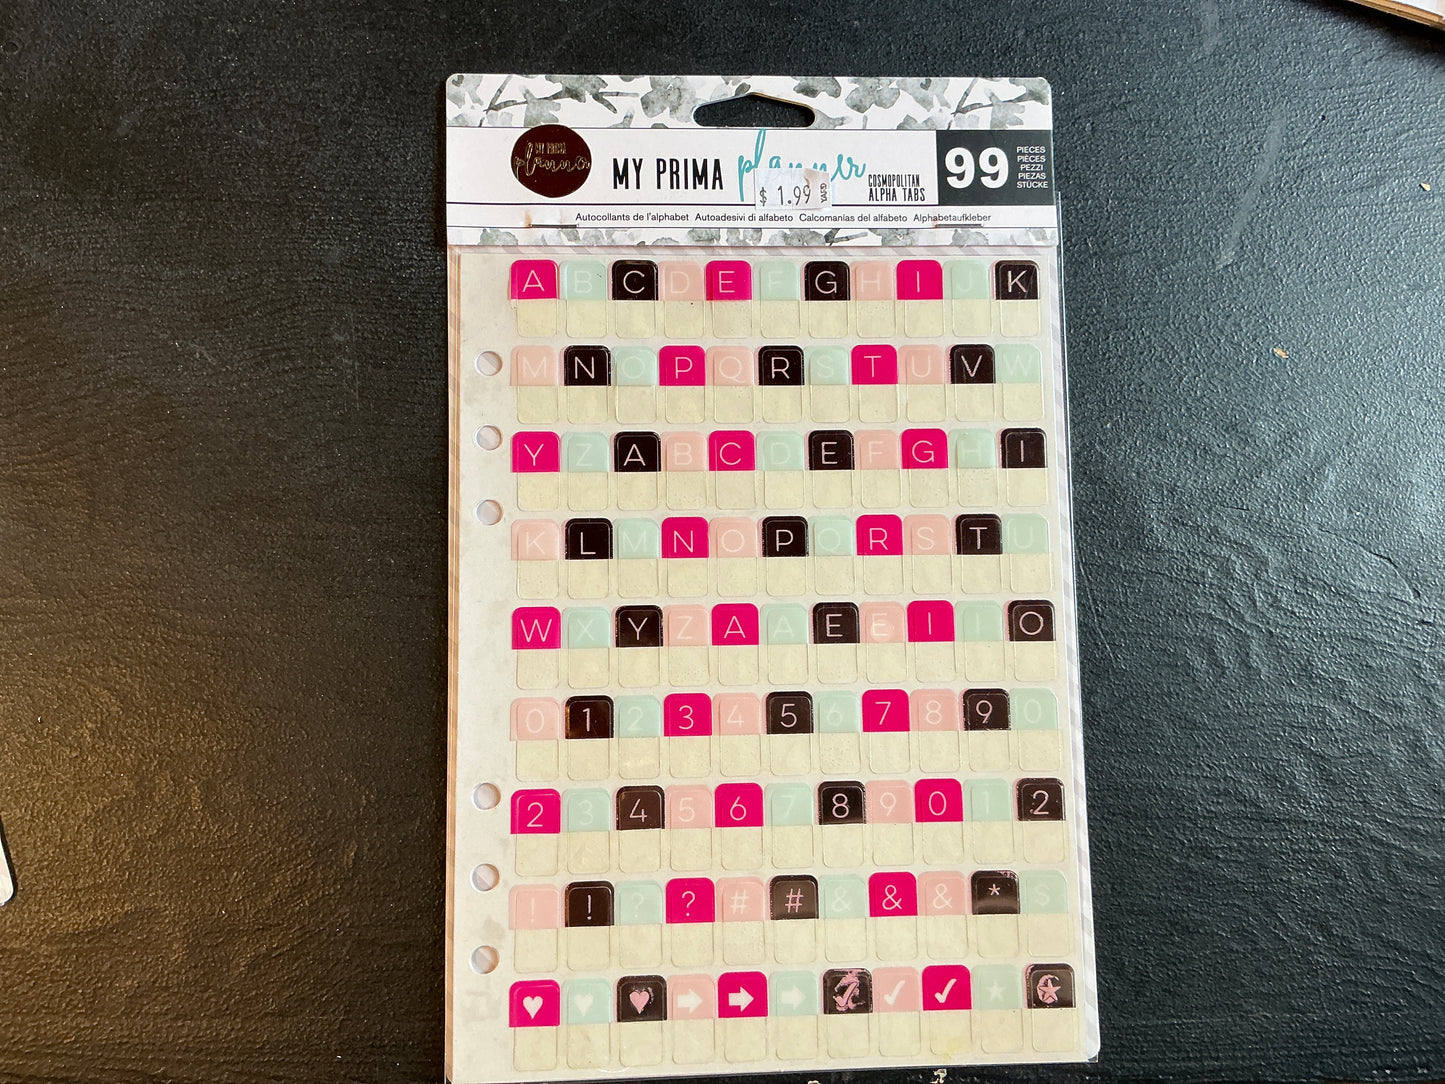 MY PRIMA
planner
MY PRIMA planner
COSMOPOLITAN
ALPHA TABS
$ 1.99
YARD
99
PIECES
PIÈCES
PEZZI
PIEZAS
STÜCKE
Autocollants de l'alphabet Autoadesivi di alfabeto Calcomanías del alfabeto Alphabetaufkleber
A B C D E F G H I J K
M N O P Q R S T U V W
Y Z A B C D E F G H I
K L M N O P Q R S T U
W X Y Z A A E E I I O
0 1 2 3 4 5 6 7 8 9 0
2 3 4 5 6 7 8 9 0 1 2
! ! ? ? # # & & & * $